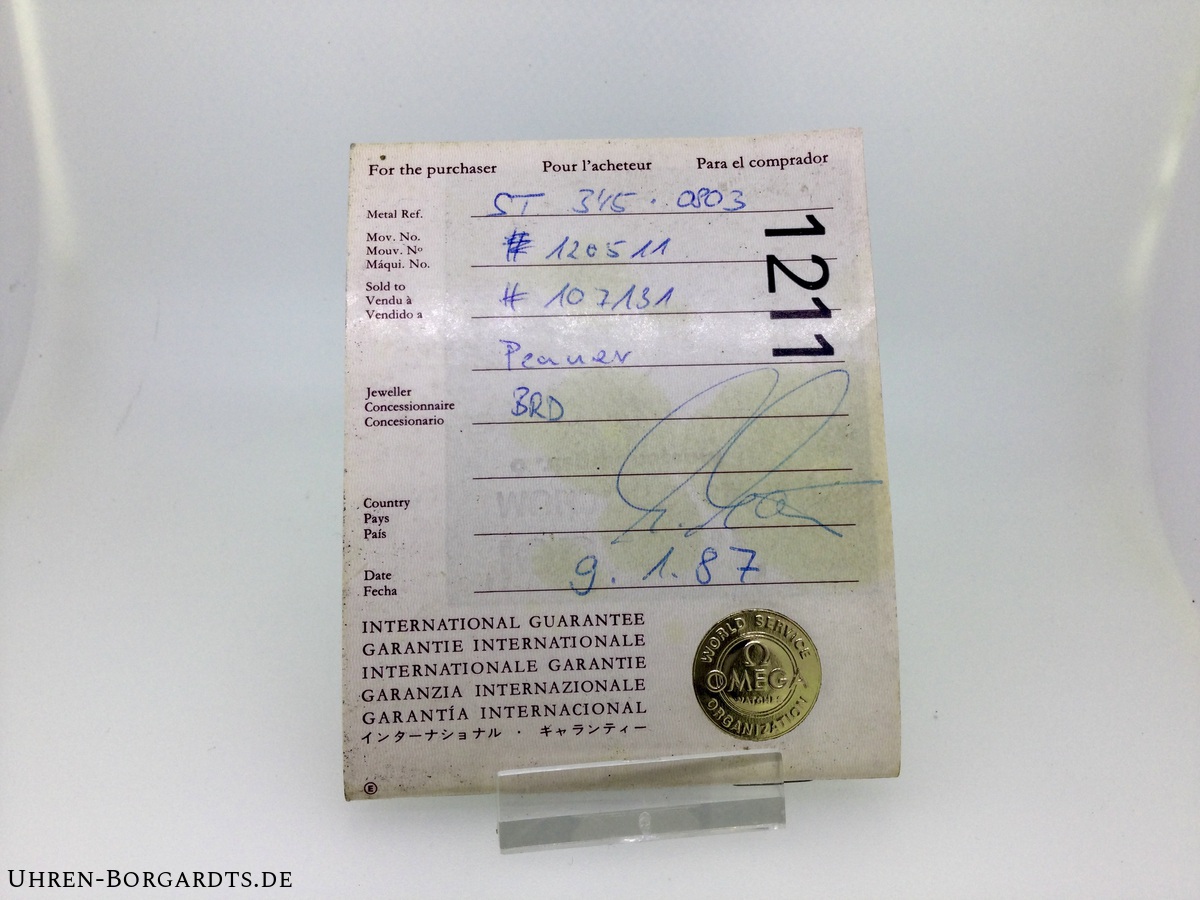 For the purchaser Pour l'acheteur Para el comprador
Metal Ref. ST 345.0803
Mov. No.
Mouv. Nº # 120511
Máqui. No.
Sold to
Vendu à # 107131
Vendido a
1211
Jeweller
Concessionnaire BRD
Concesionario
Country
Pays
País
Date 9.1.87
Fecha
INTERNATIONAL GUARANTEE
GARANTIE INTERNATIONALE
INTERNATIONALE GARANTIE
GARANZIA INTERNAZIONALE
GARANTÍA INTERNACIONAL
インターナショナル・ギャランティー
WORLD SERVICE
Ω
OMEGA
WATCHES
ORGANIZATION
E
UHREN-BORGARDTS.DE